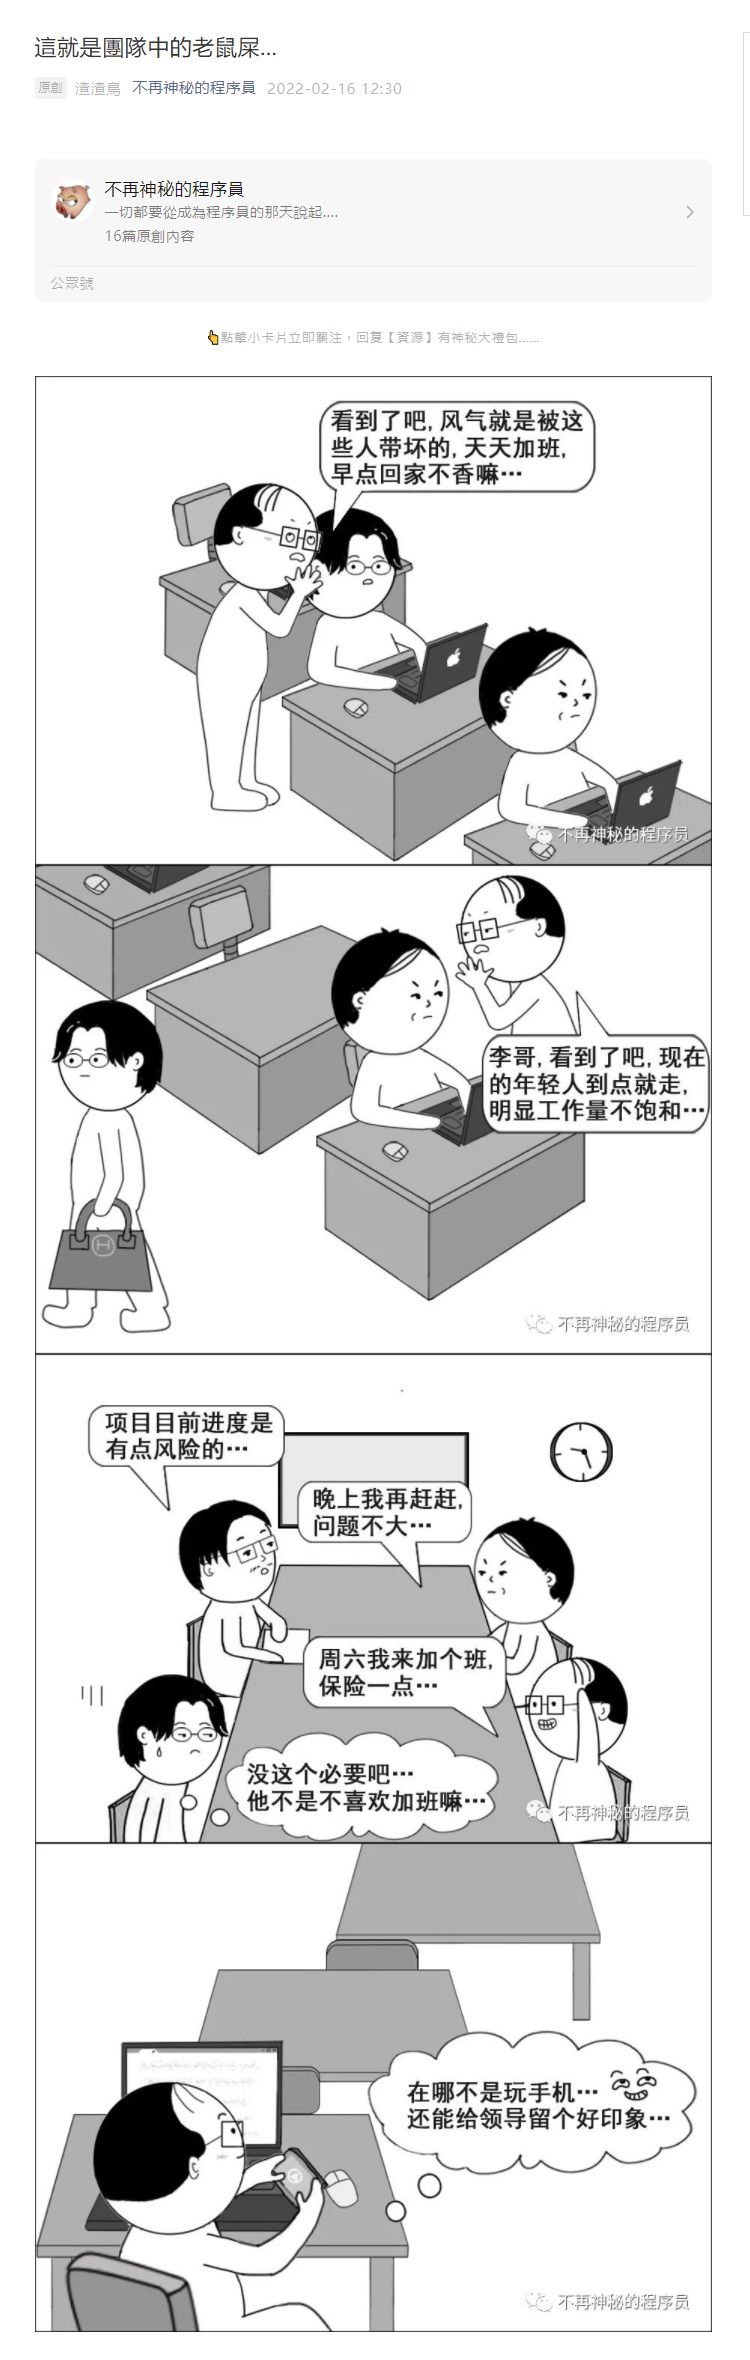 這就是團隊中的老鼠屎...
原創 渣渣鳥 不再神秘的程序員 2022-02-16 12:30
不再神秘的程序員
一切都要從成為程序員的那天說起....
16篇原創內容
公眾號
👆點擊小卡片立即關注，回复【資源】有神秘大禮包......
看到了吧,风气就是被这
些人带坏的,天天加班,
早点回家不香嘛…
不再神秘的程序员
李哥,看到了吧,现在
的年轻人到点就走,
明显工作量不饱和…
不再神秘的程序员
项目目前进度是
有点风险的…
晚上我再赶赶,
问题不大…
周六我来加个班,
保险一点…
没这个必要吧…
他不是不喜欢加班嘛…
不再神秘的程序员
在哪不是玩手机…
还能给领导留个好印象…
不再神秘的程序员